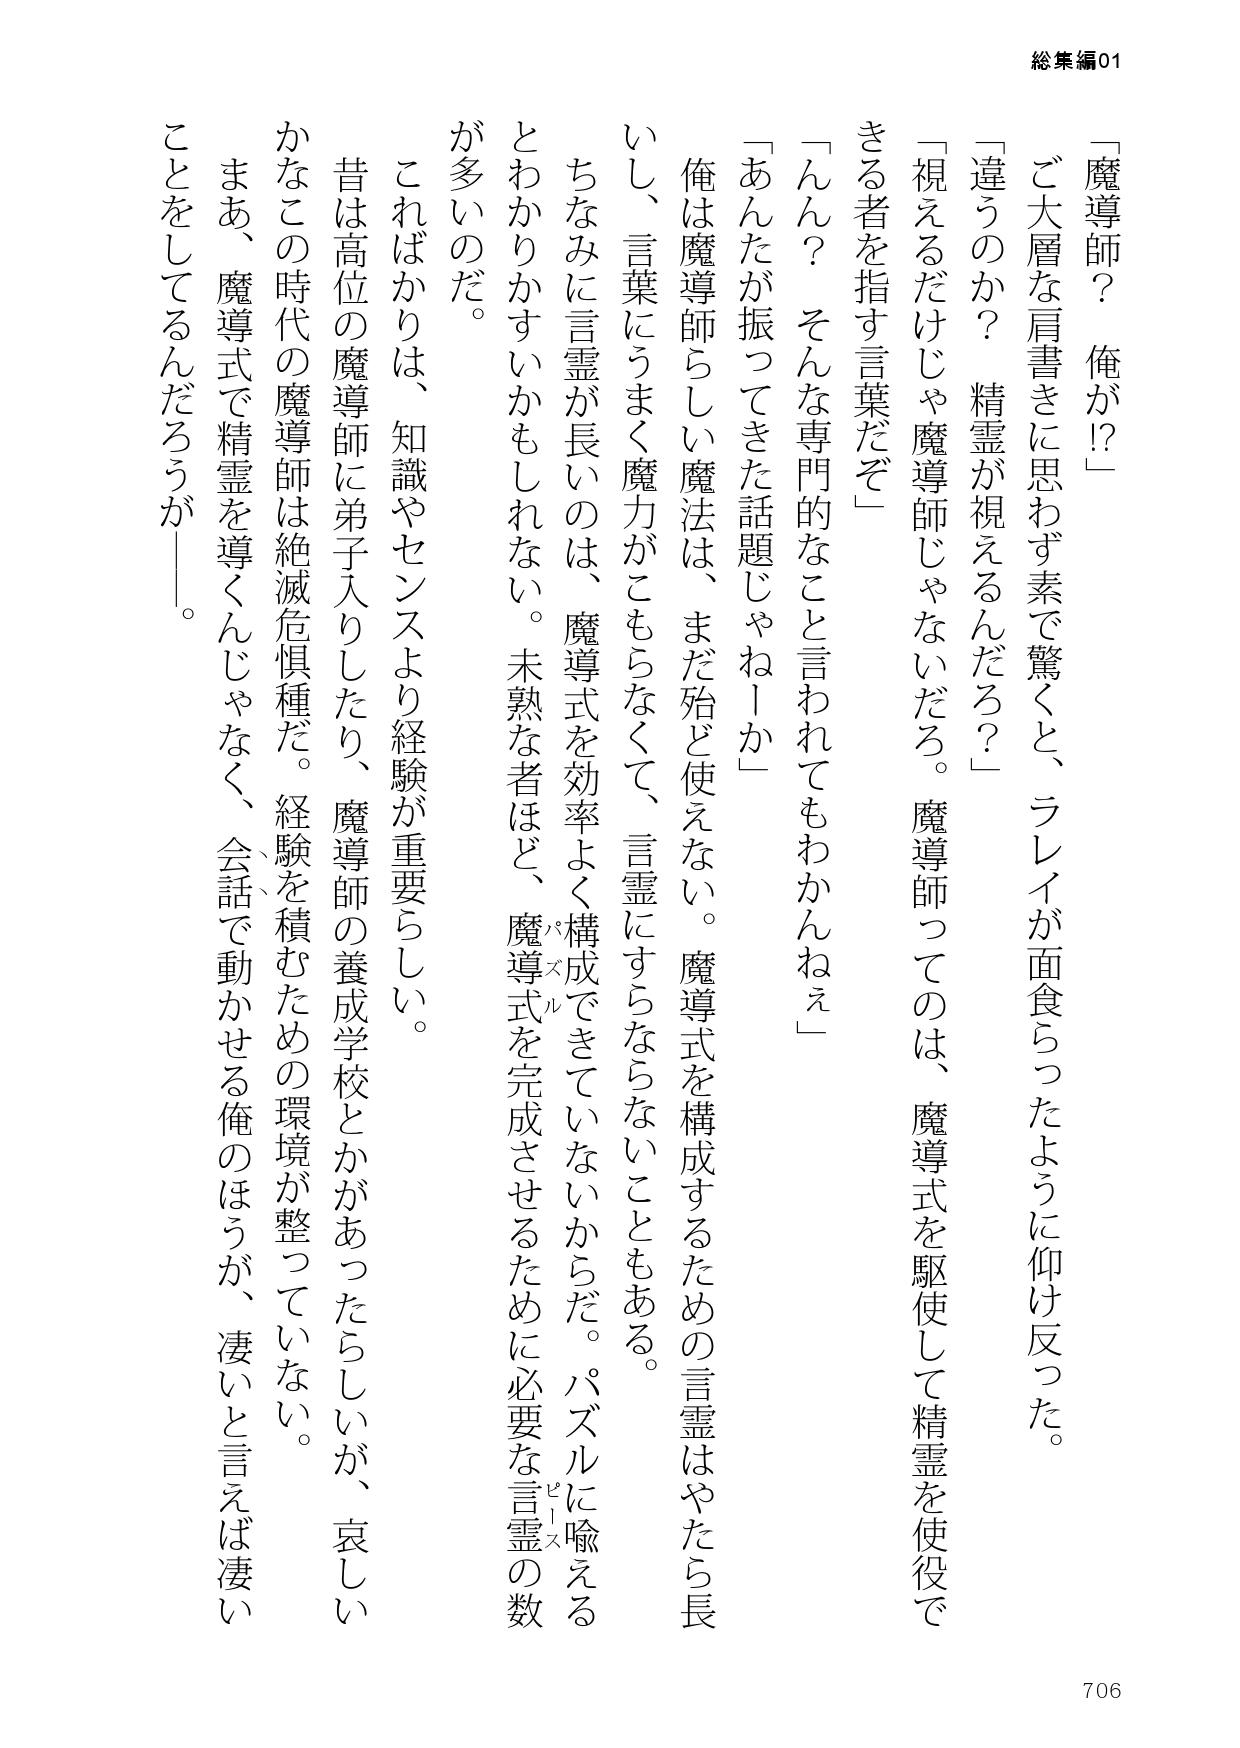 総集編01
「魔導師？　俺が!?」
　ご大層な肩書きに思わず素で驚くと、ラレイが面食らったように仰け反った。
「違うのか？　精霊が視えるんだろ？」
「視えるだけじゃ魔導師じゃないだろ。魔導師ってのは、魔導式を駆使して精霊を使役で
きる者を指す言葉だぞ」
「んん？　そんな専門的なこと言われてもわかんねぇ」
「あんたが振ってきた話題じゃねーか」
　俺は魔導師らしい魔法は、まだ殆ど使えない。魔導式を構成するための言霊はやたら長
いし、言葉にうまく魔力がこもらなくて、言霊にすらならないこともある。
　ちなみに言霊が長いのは、魔導式を効率よく構成できていないからだ。パズルに喩える
とわかりかすいかもしれない。未熟な者ほど、魔導式パズルを完成させるために必要な言霊ピースの数
が多いのだ。
　こればかりは、知識やセンスより経験が重要らしい。
　昔は高位の魔導師に弟子入りしたり、魔導師の養成学校とかがあったらしいが、哀しい
かなこの時代の魔導師は絶滅危惧種だ。経験を積むための環境が整っていない。
　まあ、魔導式で精霊を導くんじゃなく、会話で動かせる俺のほうが、凄いと言えば凄い
ことをしてるんだろうが――。
706